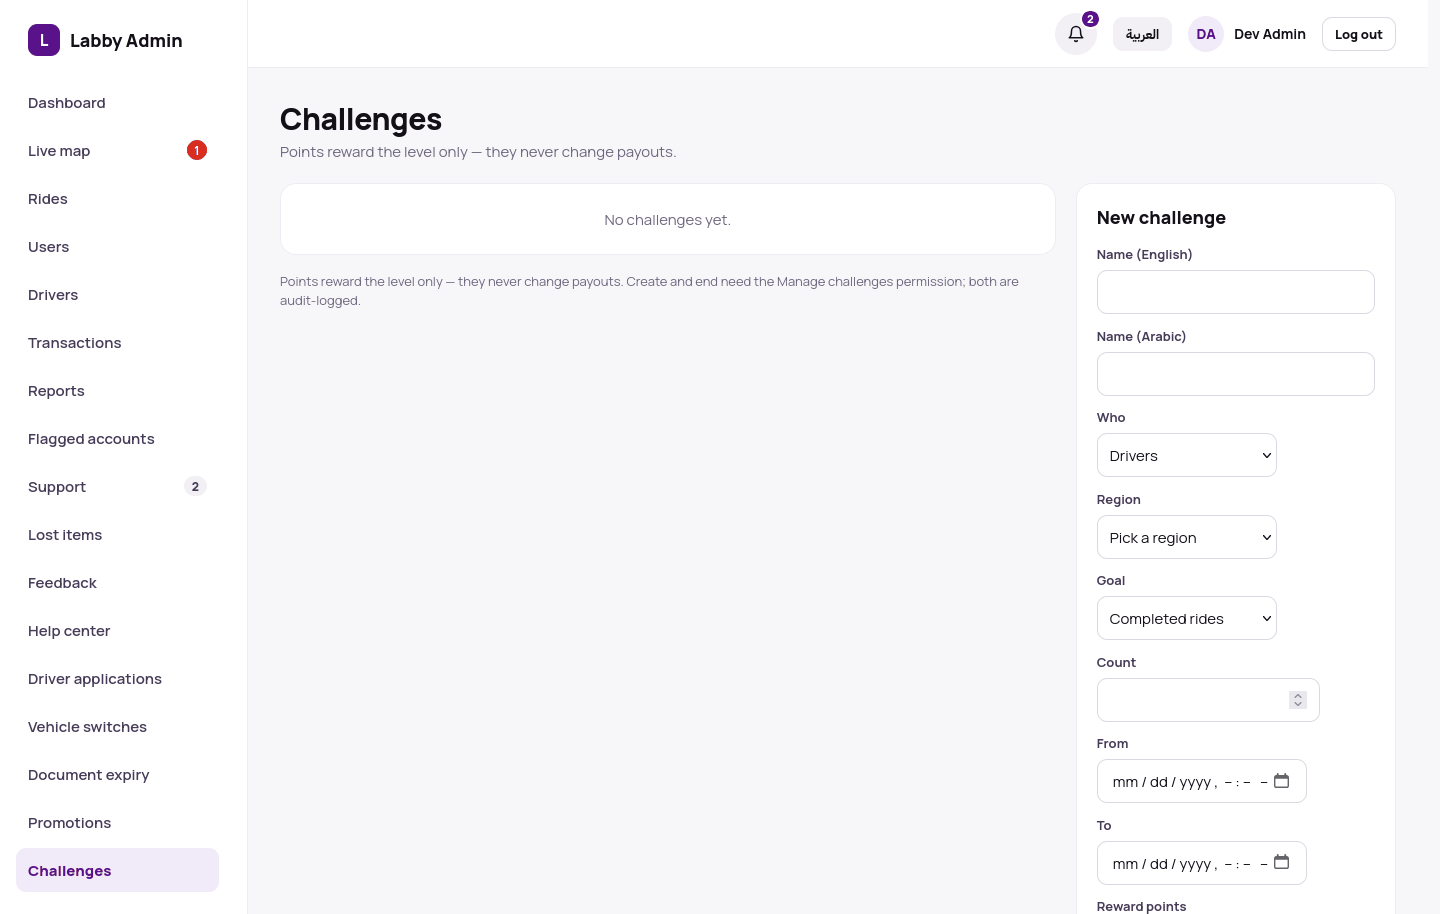 L Labby Admin
2
العربية
DA Dev Admin
Log out
Dashboard
Live map 1
Rides
Users
Drivers
Transactions
Reports
Flagged accounts
Support 2
Lost items
Feedback
Help center
Driver applications
Vehicle switches
Document expiry
Promotions
Challenges
Challenges
Points reward the level only — they never change payouts.
No challenges yet.
Points reward the level only — they never change payouts. Create and end need the Manage challenges permission; both are
audit-logged.
New challenge
Name (English)
Name (Arabic)
Who
Drivers
Region
Pick a region
Goal
Completed rides
Count
From
mm / dd / yyyy , – : – –
To
mm / dd / yyyy , – : – –
Reward points